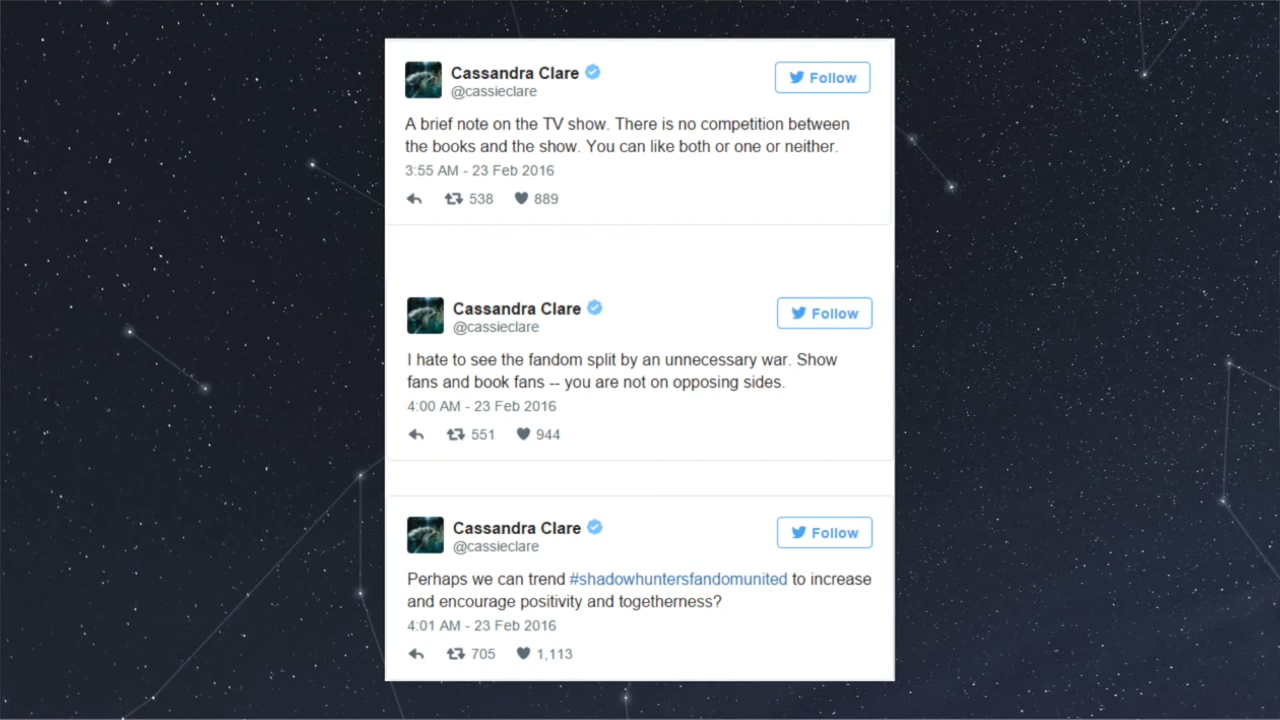 Cassandra Clare
Follow
@cassieclare
A brief note on the TV show. There is no competition between
the books and the show. You can like both or one or neither.
3:55 AM - 23 Feb 2016
538 889
Cassandra Clare
Follow
@cassieclare
I hate to see the fandom split by an unnecessary war. Show
fans and book fans -- you are not on opposing sides.
4:00 AM - 23 Feb 2016
551 944
Cassandra Clare
Follow
@cassieclare
Perhaps we can trend #shadowhuntersfandomunited to increase
and encourage positivity and togetherness?
4:01 AM - 23 Feb 2016
705 1,113